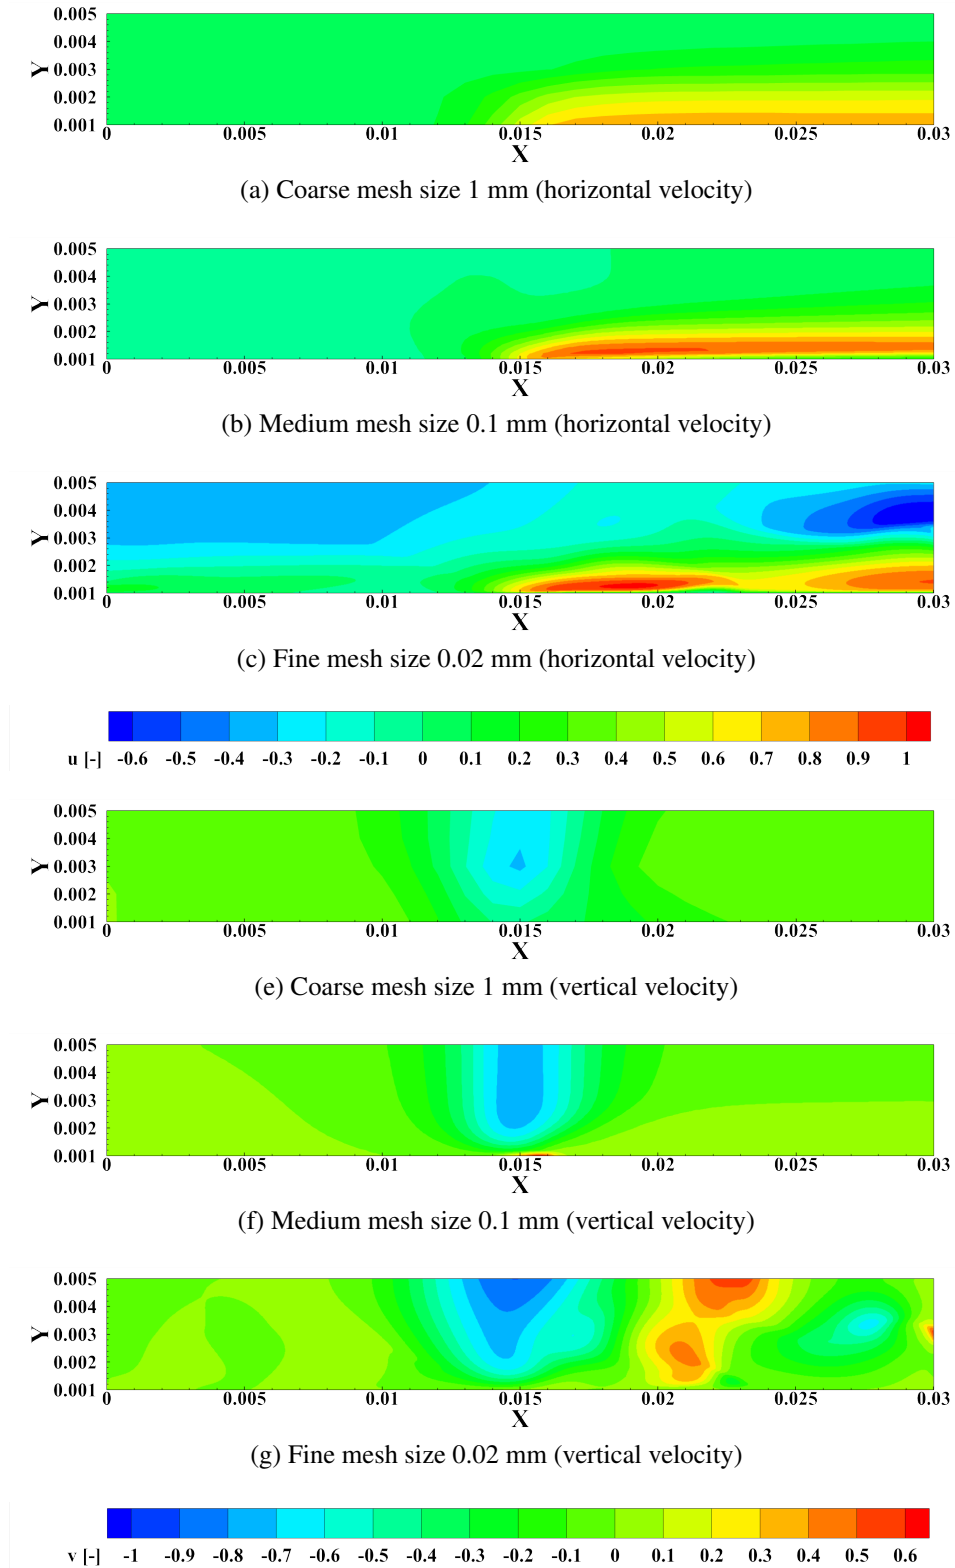 0.005
0.004
0.003
0.002
0.001
Y
0 0.005 0.01 0.015 0.02 0.025 0.03
X
(a) Coarse mesh size 1 mm (horizontal velocity)
0.005
0.004
0.003
0.002
0.001
Y
0 0.005 0.01 0.015 0.02 0.025 0.03
X
(b) Medium mesh size 0.1 mm (horizontal velocity)
0.005
0.004
0.003
0.002
0.001
Y
0 0.005 0.01 0.015 0.02 0.025 0.03
X
(c) Fine mesh size 0.02 mm (horizontal velocity)
u [-] -0.6 -0.5 -0.4 -0.3 -0.2 -0.1 0 0.1 0.2 0.3 0.4 0.5 0.6 0.7 0.8 0.9 1
0.005
0.004
0.003
0.002
0.001
Y
0 0.005 0.01 0.015 0.02 0.025 0.03
X
(e) Coarse mesh size 1 mm (vertical velocity)
0.005
0.004
0.003
0.002
0.001
Y
0 0.005 0.01 0.015 0.02 0.025 0.03
X
(f) Medium mesh size 0.1 mm (vertical velocity)
0.005
0.004
0.003
0.002
0.001
Y
0 0.005 0.01 0.015 0.02 0.025 0.03
X
(g) Fine mesh size 0.02 mm (vertical velocity)
v [-] -1 -0.9 -0.8 -0.7 -0.6 -0.5 -0.4 -0.3 -0.2 -0.1 0 0.1 0.2 0.3 0.4 0.5 0.6